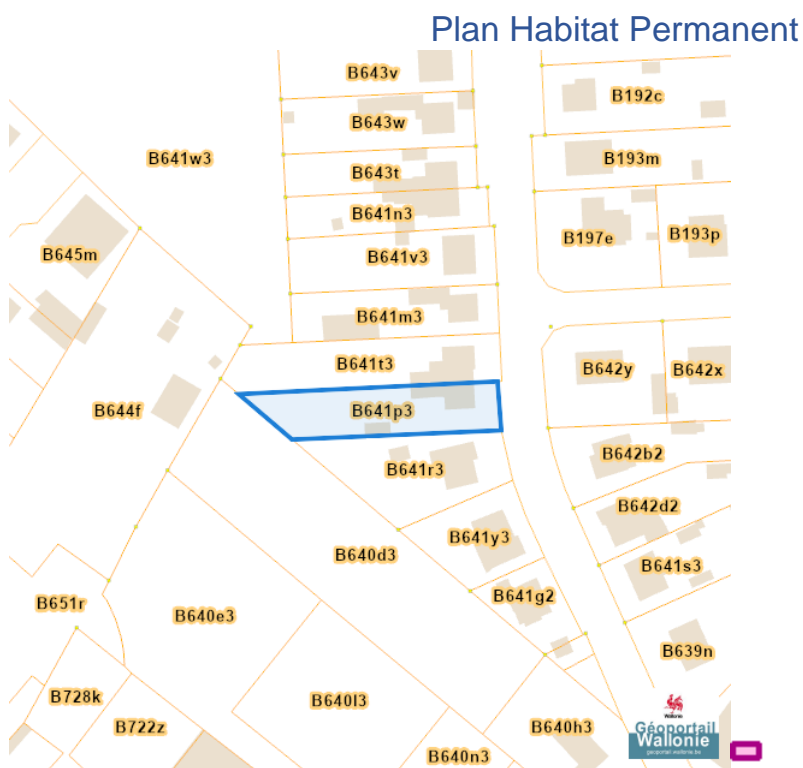 Plan Habitat Permanent
B643v
B192c
B643w
B641w3
B193m
B643t
B641n3
B197e
B193p
B645m
B641v3
B641m3
B641t3
B642y
B642x
B644f
B641p3
B642b2
B641r3
B642d2
B641y3
B640d3
B641s3
B641g2
B651r
B640e3
B639n
B728k
B640l3
Wallonie
B722z
B640h3
Géoportail
Wallonie
geoportail.wallonie.be
B640n3